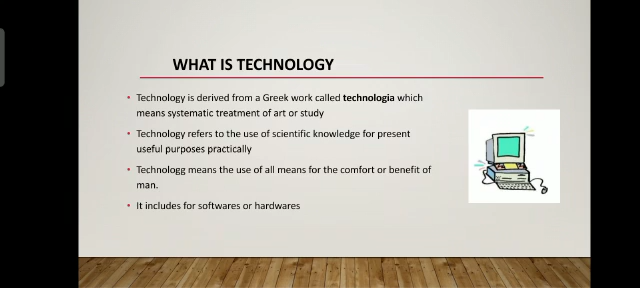 WHAT IS TECHNOLOGY
• Technology is derived from a Greek work called technologia which
means systematic treatment of art or study
• Technology refers to the use of scientific knowledge for present
useful purposes practically
• Technologg means the use of all means for the comfort or benefit of
man.
• It includes for softwares or hardwares